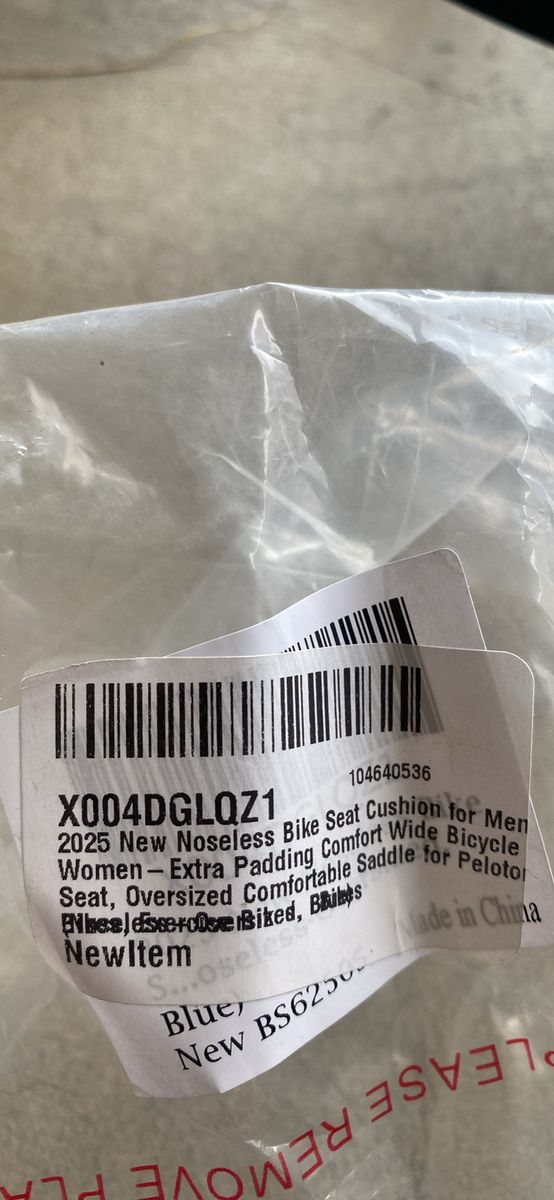 104640536
X004DGLQZ1
2025 New Noseless Bike Seat Cushion for Men
Women – Extra Padding Comfort Wide Bicycle
Seat, Oversized Comfortable Saddle for Peloton
NewItem
Made in China
Blue)
New BS6250
PLEASE REMOVE PLA